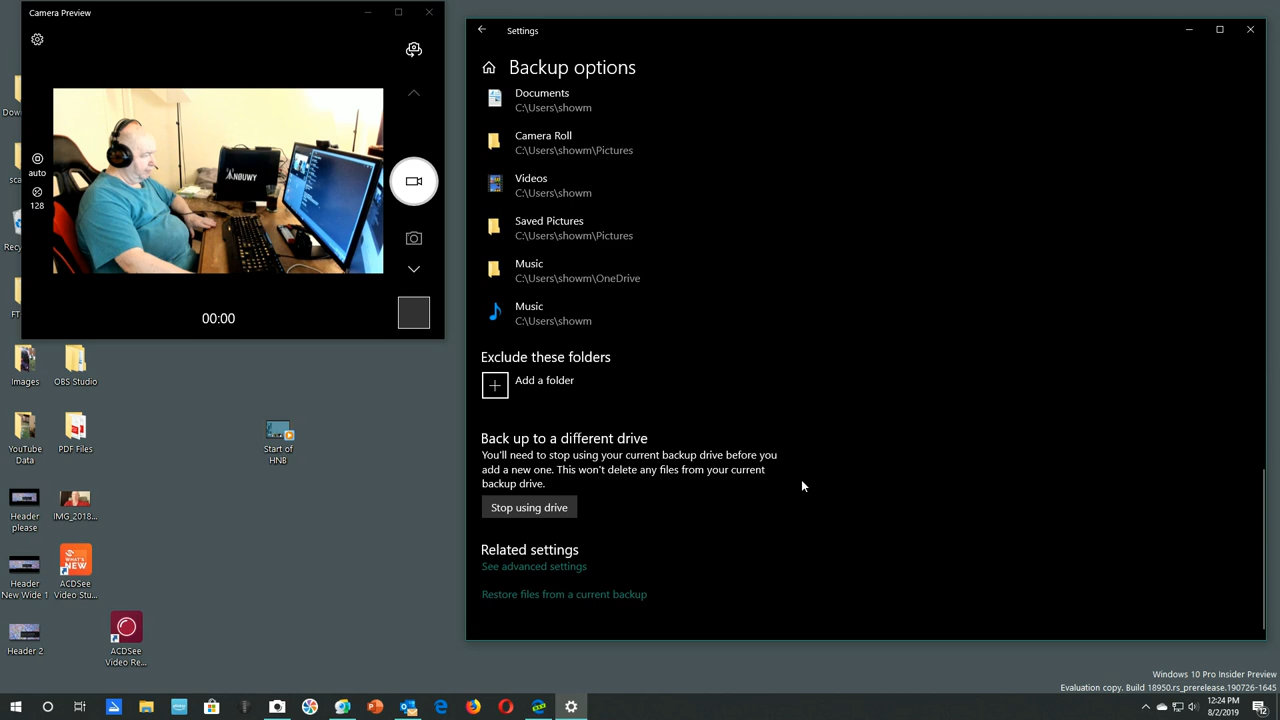 Camera Preview
auto
128
00:00
Settings
Backup options
Documents
C:\Users\showm
Camera Roll
C:\Users\showm\Pictures
Videos
C:\Users\showm
Saved Pictures
C:\Users\showm\Pictures
Music
C:\Users\showm\OneDrive
Music
C:\Users\showm
Exclude these folders
Add a folder
Back up to a different drive
You'll need to stop using your current backup drive before you
add a new one. This won't delete any files from your current
backup drive.
Stop using drive
Related settings
See advanced settings
Restore files from a current backup
Images
OBS Studio
YouTube
Data
PDF Files
Start of
HNB
Header
please
IMG_2018...
WHAT'S
NEW
Header
New Wide 1
ACDSee
Video Stu...
Header 2
ACDSee
Video Re...
Windows 10 Pro Insider Preview
Evaluation copy. Build 18950.rs_prerelease.190726-1645
12:24 PM
8/2/2019
12